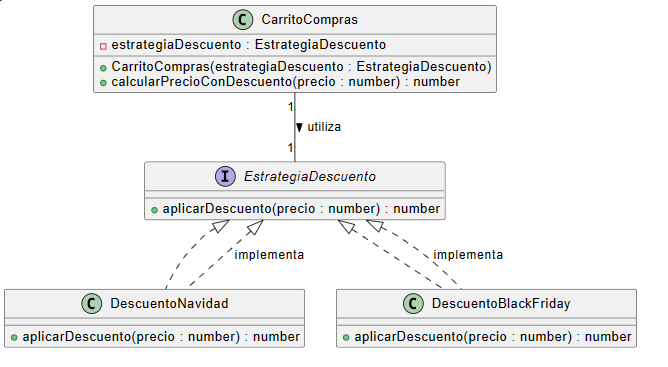 C CarritoCompras
estrategiaDescuento : EstrategiaDescuento
CarritoCompras(estrategiaDescuento : EstrategiaDescuento)
calcularPrecioConDescuento(precio : number) : number
1
utiliza
1
I EstrategiaDescuento
aplicarDescuento(precio : number) : number
implementa
implementa
C DescuentoNavidad
aplicarDescuento(precio : number) : number
C DescuentoBlackFriday
aplicarDescuento(precio : number) : number